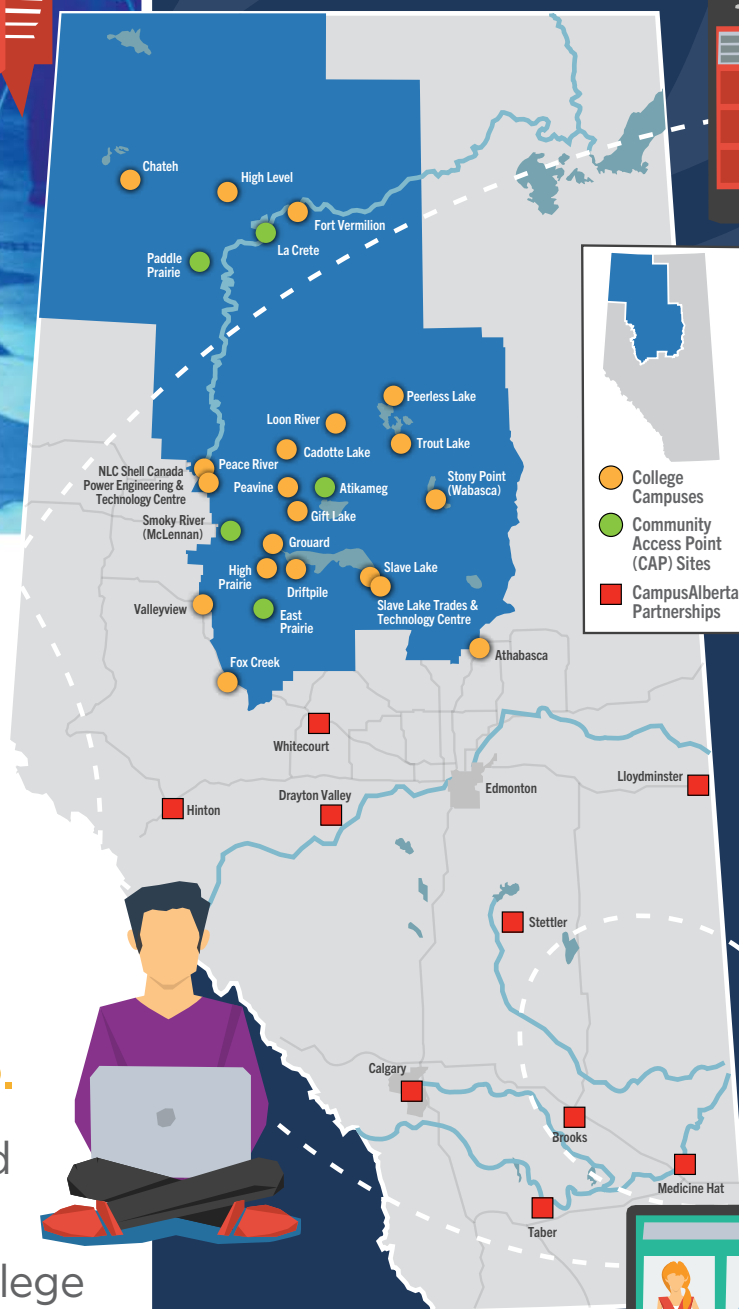 Chateh
High Level
Fort Vermilion
La Crete
Paddle
Prairie
Peerless Lake
Loon River
Trout Lake
Cadotte Lake
Peace River
NLC Shell Canada
Power Engineering &
Technology Centre
Peavine
Atikameg
Stony Point
(Wabasca)
Gift Lake
Smoky River
(McLennan)
Grouard
High
Prairie
Driftpile
Slave Lake
Slave Lake Trades &
Technology Centre
Valleyview
East
Prairie
Athabasca
Fox Creek
Whitecourt
Hinton
Drayton Valley
Edmonton
Lloydminster
Stettler
Calgary
Brooks
Medicine Hat
Taber
College
Campuses
Community
Access Point
(CAP) Sites
CampusAlberta
Partnerships
.
d
lege